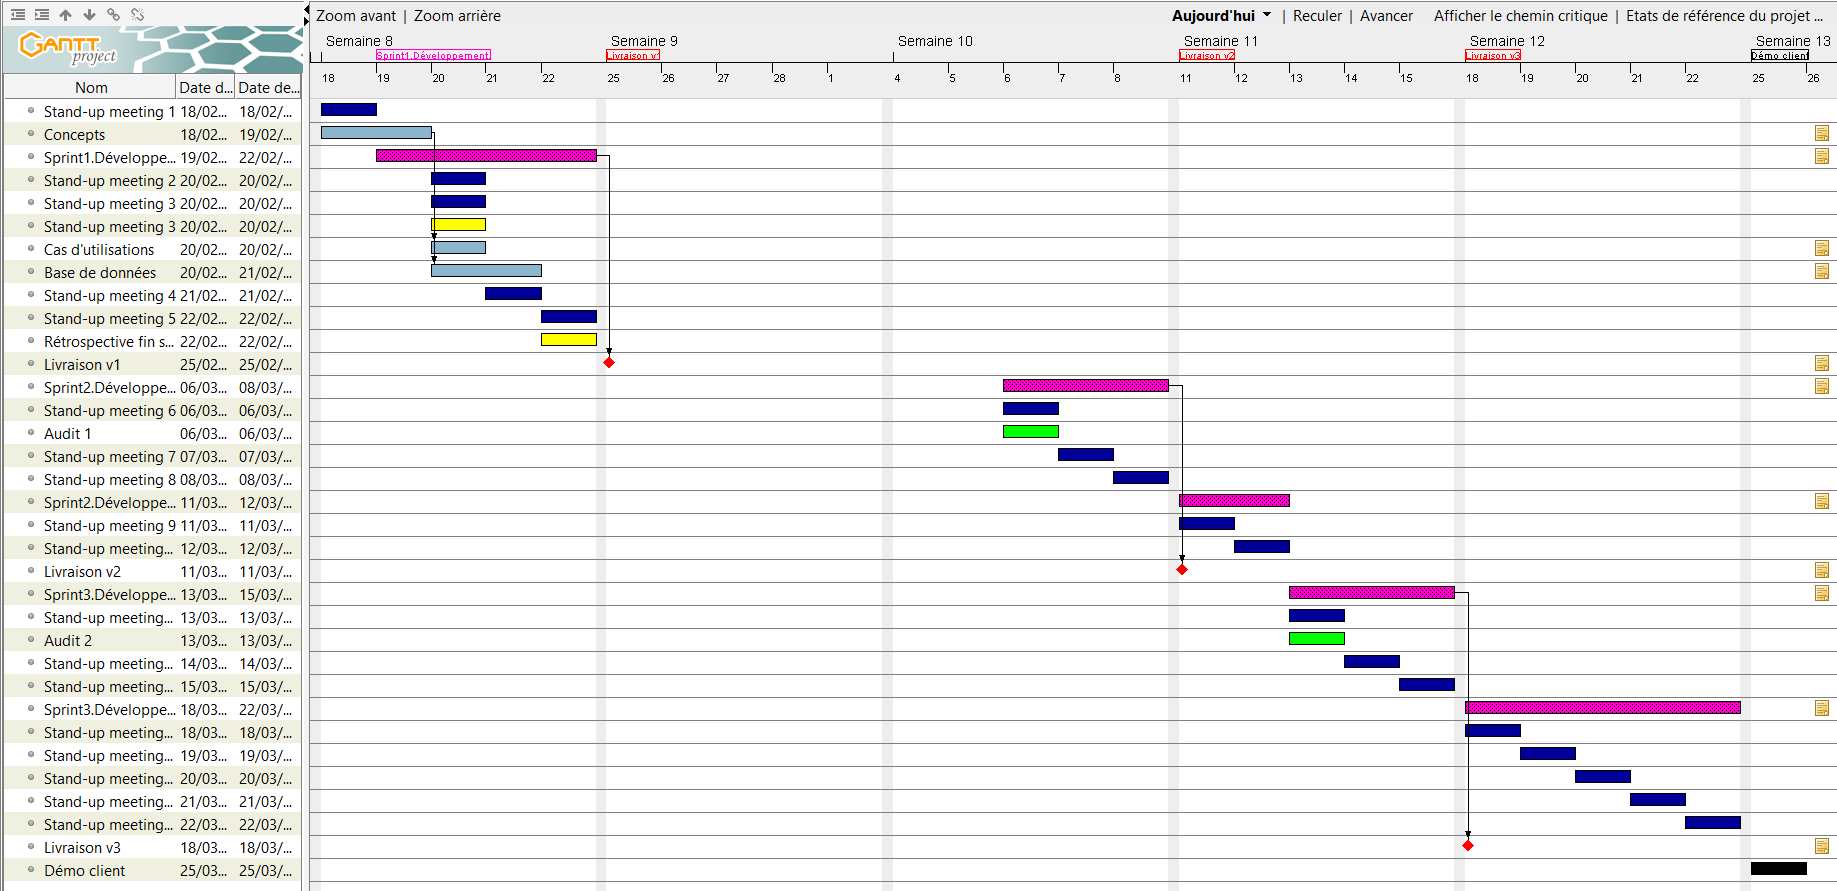 Zoom avant | Zoom arrière
Aujourd'hui | Reculer | Avancer Afficher le chemin critique | Etats de référence du projet ...
GANTT project
Semaine 8 Semaine 9 Semaine 10 Semaine 11 Semaine 12 Semaine 13
Sprint1.Développement Livraison v1 Livraison v2 Livraison v3 Démo client
18 19 20 21 22 25 26 27 28 1 4 5 6 7 8 11 12 13 14 15 18 19 20 21 22 25 26
Nom Date d... Date de...
Stand-up meeting 1 18/02... 18/02/...
Concepts 18/02... 19/02/...
Sprint1.Développe... 19/02... 22/02/...
Stand-up meeting 2 20/02... 20/02/...
Stand-up meeting 3 20/02... 20/02/...
Stand-up meeting 3 20/02... 20/02/...
Cas d'utilisations 20/02... 20/02/...
Base de données 20/02... 21/02/...
Stand-up meeting 4 21/02... 21/02/...
Stand-up meeting 5 22/02... 22/02/...
Rétrospective fin s... 22/02... 22/02/...
Livraison v1 25/02... 25/02/...
Sprint2.Développe... 06/03... 08/03/...
Stand-up meeting 6 06/03... 06/03/...
Audit 1 06/03... 06/03/...
Stand-up meeting 7 07/03... 07/03/...
Stand-up meeting 8 08/03... 08/03/...
Sprint2.Développe... 11/03... 12/03/...
Stand-up meeting 9 11/03... 11/03/...
Stand-up meeting... 12/03... 12/03/...
Livraison v2 11/03... 11/03/...
Sprint3.Développe... 13/03... 15/03/...
Stand-up meeting... 13/03... 13/03/...
Audit 2 13/03... 13/03/...
Stand-up meeting... 14/03... 14/03/...
Stand-up meeting... 15/03... 15/03/...
Sprint3.Développe... 18/03... 22/03/...
Stand-up meeting... 18/03... 18/03/...
Stand-up meeting... 19/03... 19/03/...
Stand-up meeting... 20/03... 20/03/...
Stand-up meeting... 21/03... 21/03/...
Stand-up meeting... 22/03... 22/03/...
Livraison v3 18/03... 18/03/...
Démo client 25/03... 25/03/...